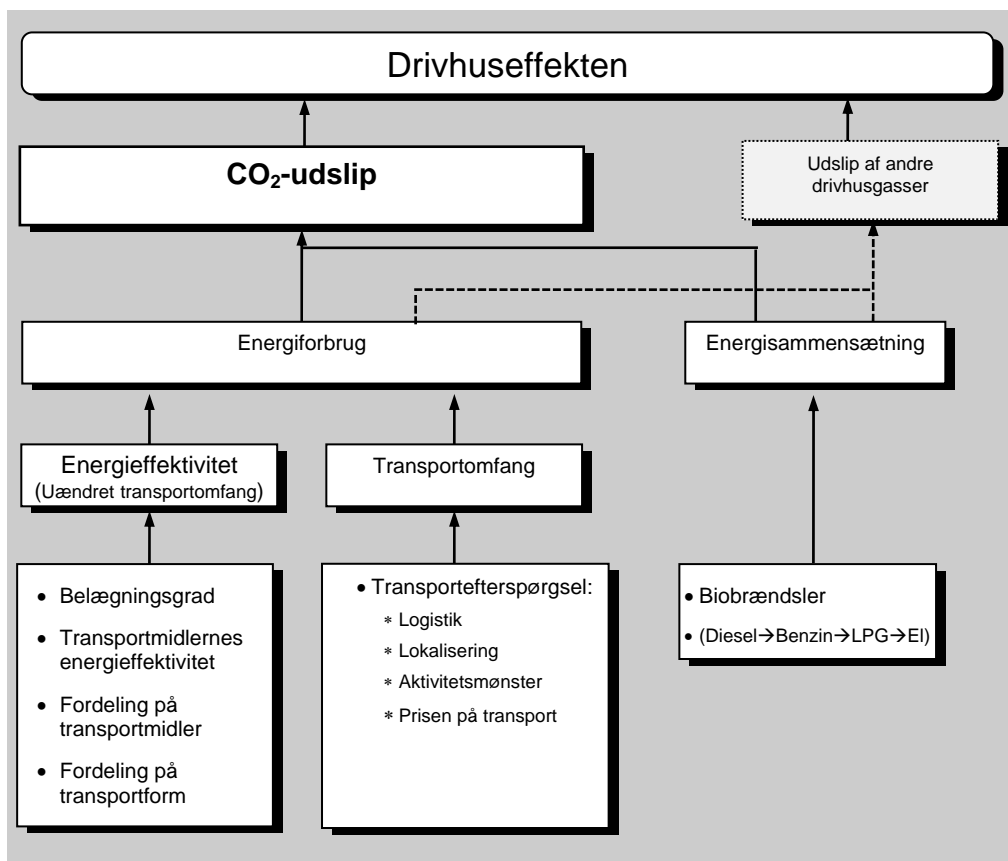 Drivhuseffekten
CO₂-udslip
Udslip af andre
drivhusgasser
Energiforbrug
Energisammensætning
Energieffektivitet
(Uændret transportomfang)
Transportomfang
• Belægningsgrad
• Transportmidlernes
energieffektivitet
• Fordeling på
transportmidler
• Fordeling på
transportform
• Transportefterspørgsel:
* Logistik
* Lokalisering
* Aktivitetsmønster
* Prisen på transport
• Biobrændsler
• (Diesel→Benzin→LPG→El)